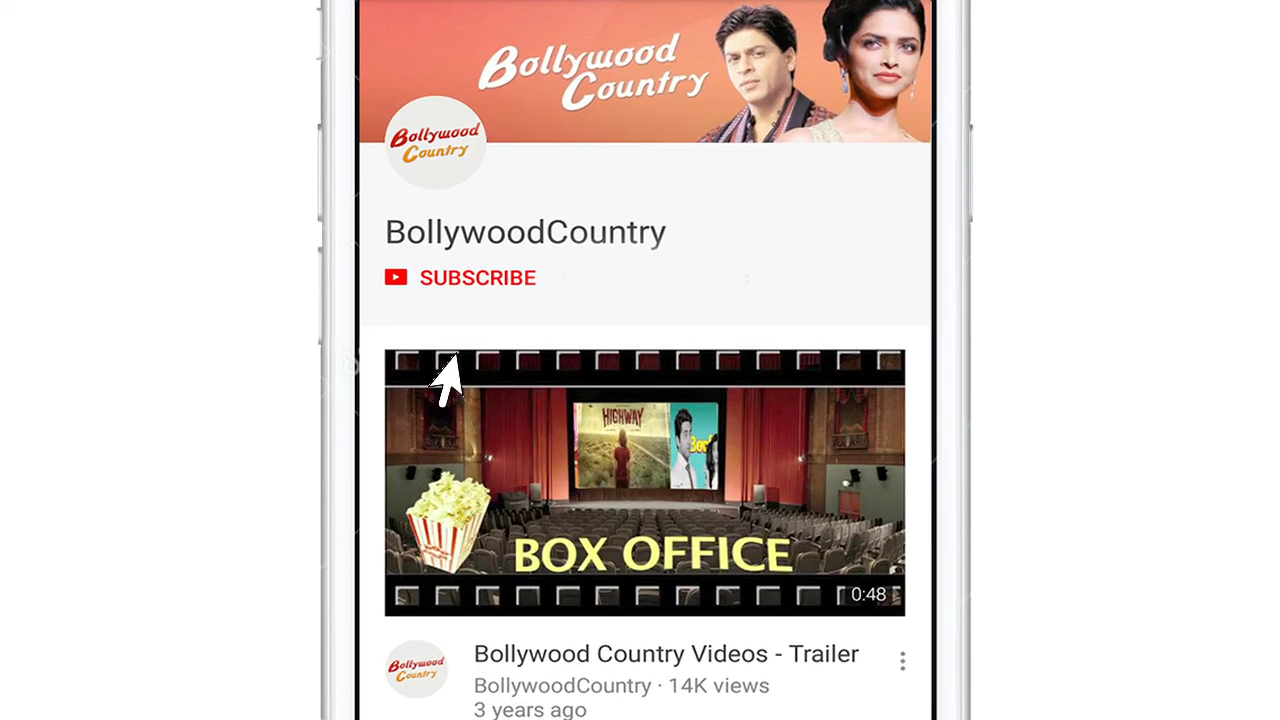 Bollywood
Country
Bollywood
Country
BollywoodCountry
SUBSCRIBE
HIGHWAY
BOX OFFICE
0:48
Bollywood Country Videos - Trailer
Bollywood
Country
BollywoodCountry · 14K views
3 years ago